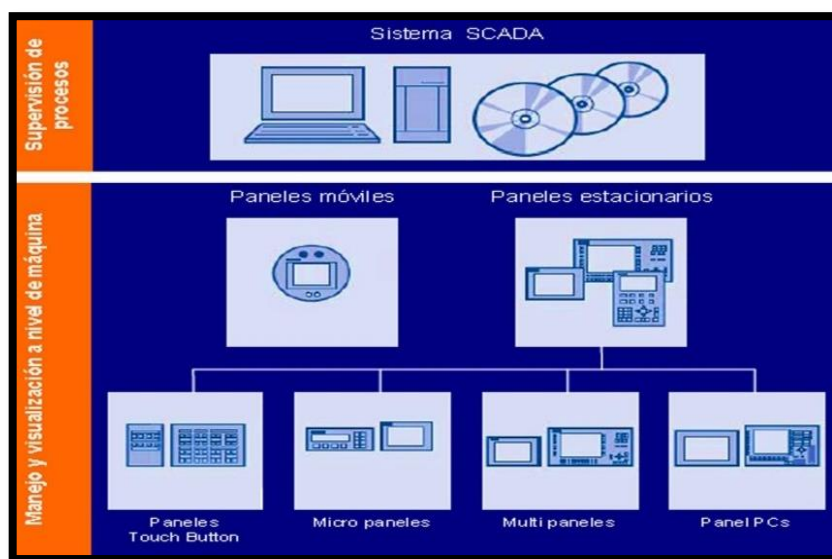 Sistema SCADA
Supervisión de
procesos
Paneles móviles
Paneles estacionarios
Manejo y visualización a nivel de máquina
Paneles
Touch Button
Micro paneles
Multi paneles
Panel PCs